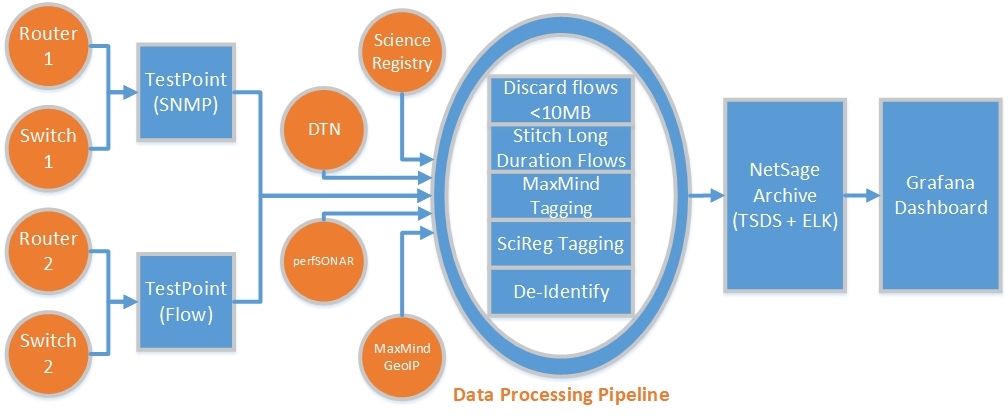 Router
1
Switch
1
TestPoint
(SNMP)
Router
2
Switch
2
TestPoint
(Flow)
DTN
perfSONAR
Science
Registry
MaxMind
GeoIP
Discard flows
<10MB
Stitch Long
Duration Flows
MaxMind
Tagging
SciReg Tagging
De-Identify
Data Processing Pipeline
NetSage
Archive
(TSDS + ELK)
Grafana
Dashboard